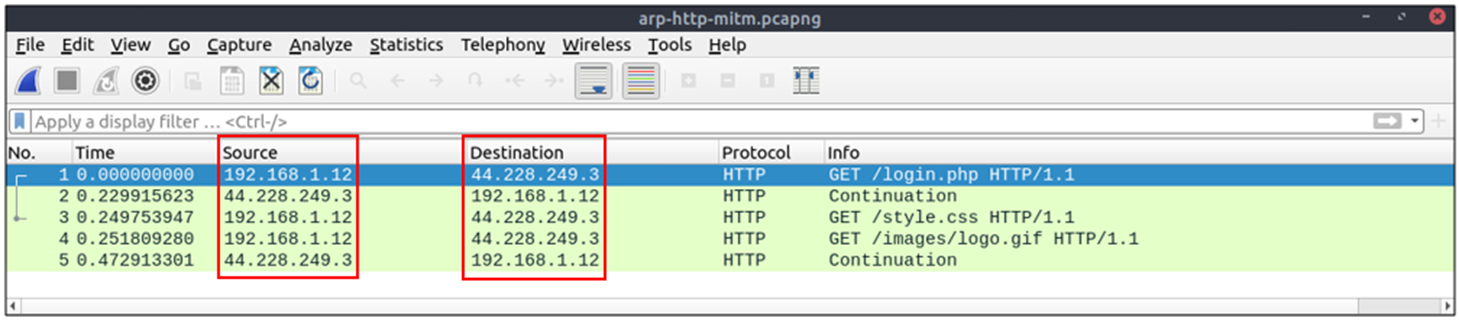 arp-http-mitm.pcapng
File Edit View Go Capture Analyze Statistics Telephony Wireless Tools Help
Apply a display filter … <Ctrl-/>
No. Time Source Destination Protocol Info
1 0.000000000 192.168.1.12 44.228.249.3 HTTP GET /login.php HTTP/1.1
2 0.229915623 44.228.249.3 192.168.1.12 HTTP Continuation
3 0.249753947 192.168.1.12 44.228.249.3 HTTP GET /style.css HTTP/1.1
4 0.251809280 192.168.1.12 44.228.249.3 HTTP GET /images/logo.gif HTTP/1.1
5 0.472913301 44.228.249.3 192.168.1.12 HTTP Continuation